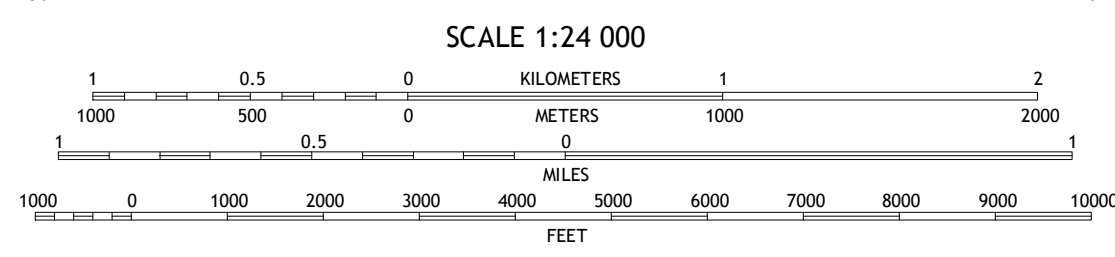 SCALE 1:24 000
1 0.5 0 KILOMETERS 1 2
1000 500 0 METERS 1000 2000
1 0.5 0 1
MILES
1000 0 1000 2000 3000 4000 5000 6000 7000 8000 9000 10000
FEET